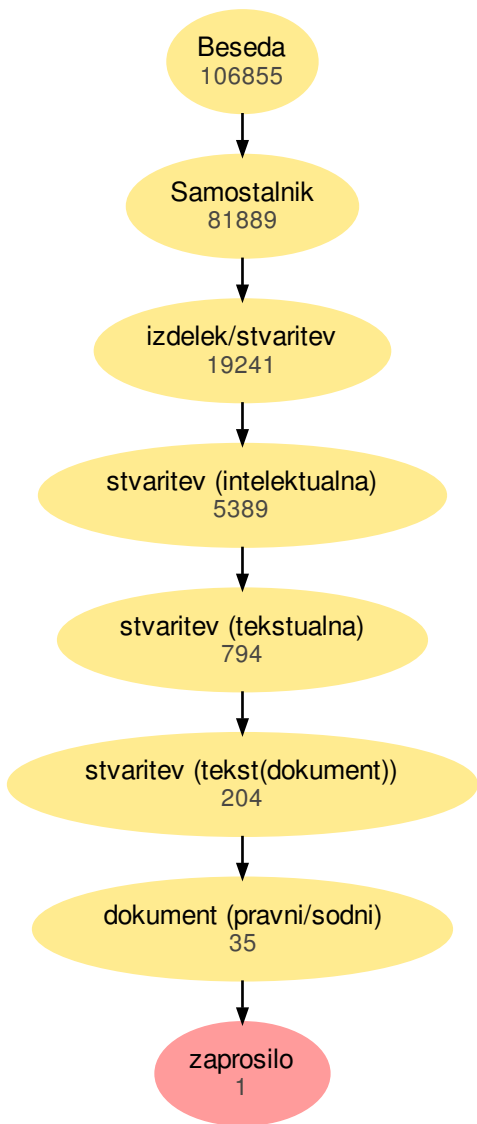 Beseda
106855
Samostalnik
81889
izdelek/stvaritev
19241
stvaritev (intelektualna)
5389
stvaritev (tekstualna)
794
stvaritev (tekst(dokument))
204
dokument (pravni/sodni)
35
zaprosilo
1